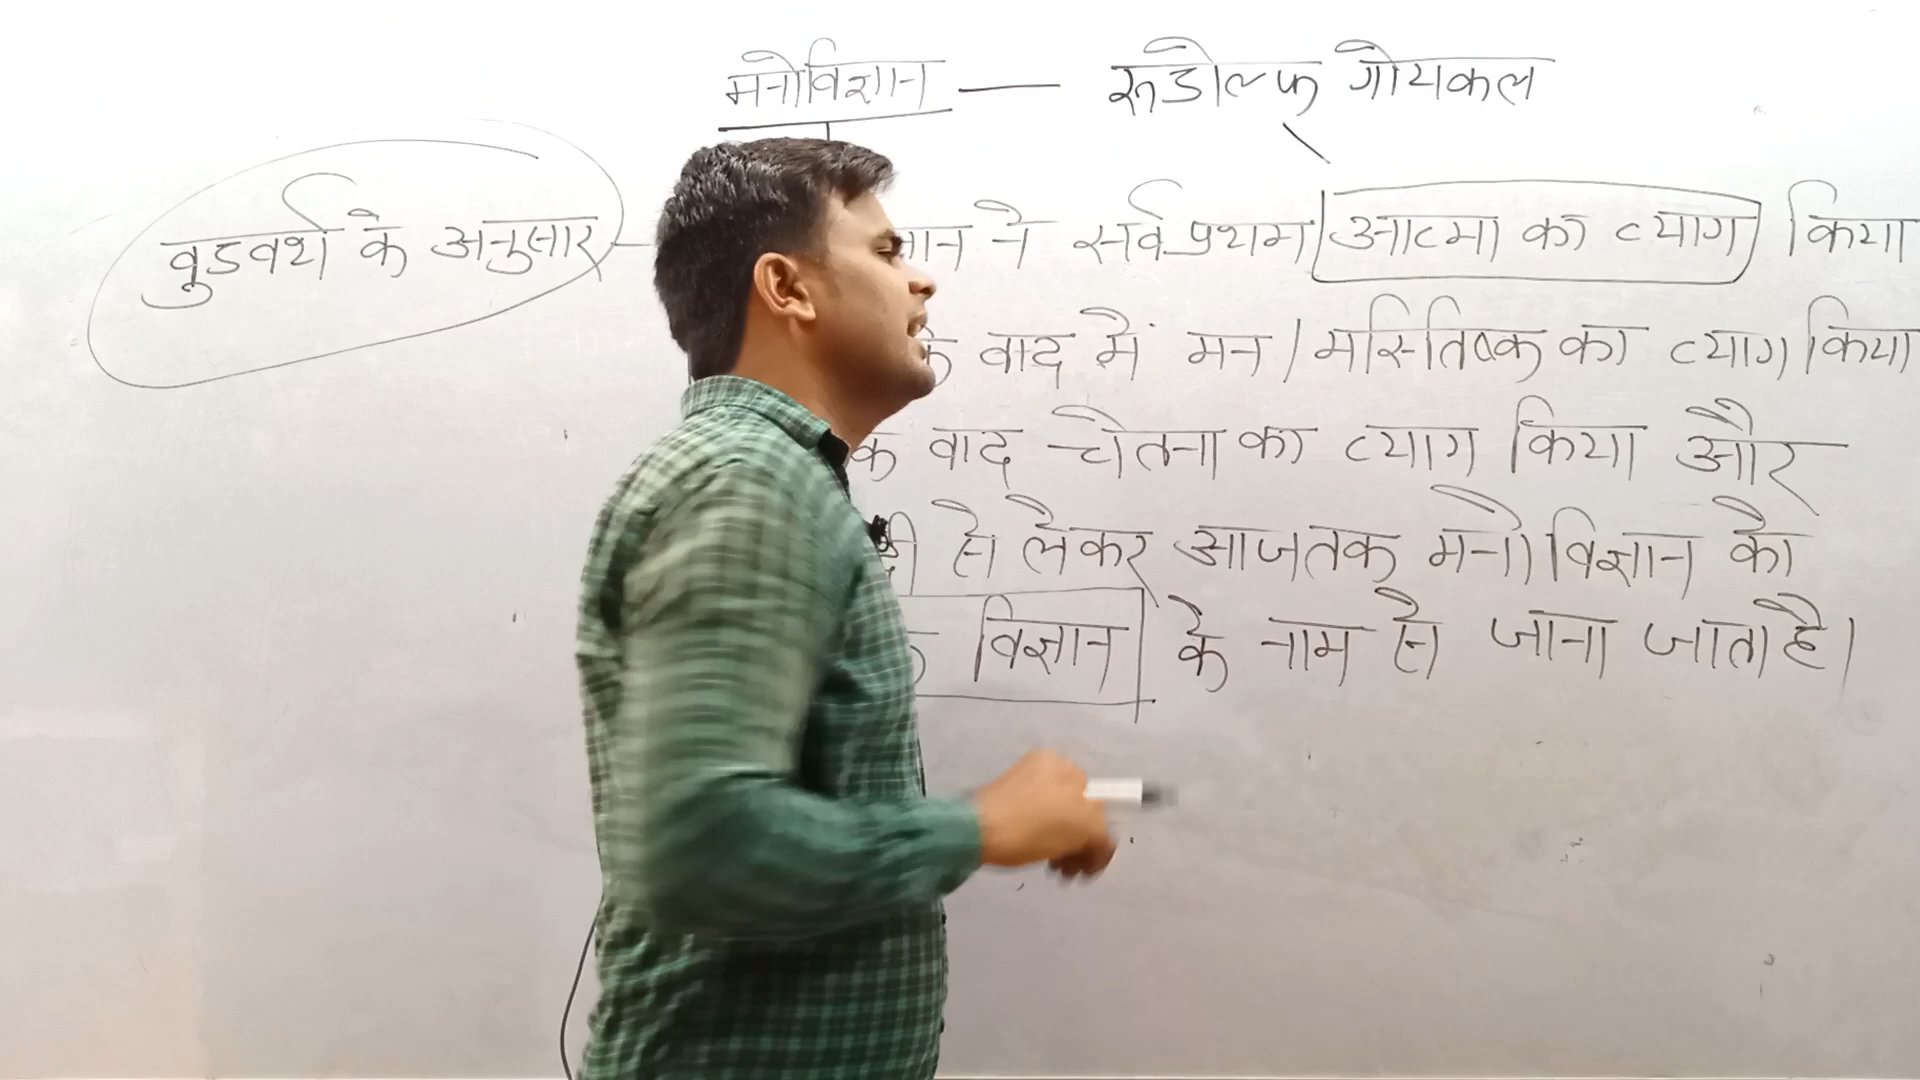 मनोविज्ञान — रूडोल्फ गोयकल
वुडवर्थ के अनुसार — ने सर्वप्रथम आत्मा का त्याग किया
के बाद में मन / मस्तिष्क का त्याग किया
के बाद चेतना का त्याग किया और
से लेकर आजतक मनोविज्ञान को
विज्ञान के नाम से जाना जाता है।